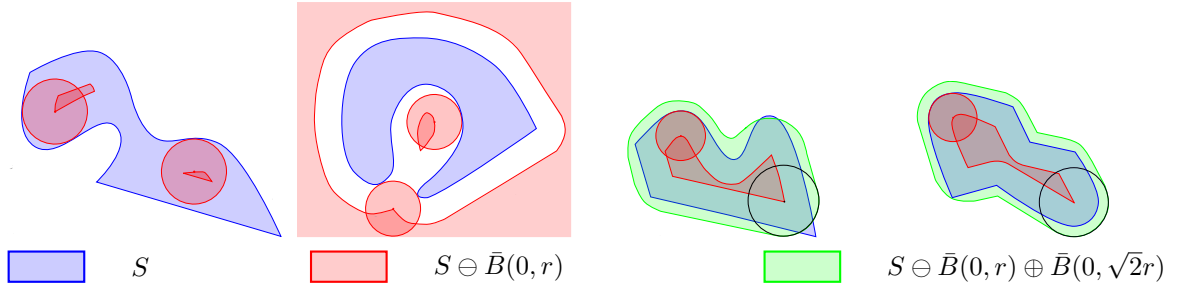 S
S ⊖ B̄(0, r)
S ⊖ B̄(0, r) ⊕ B̄(0, √2r)